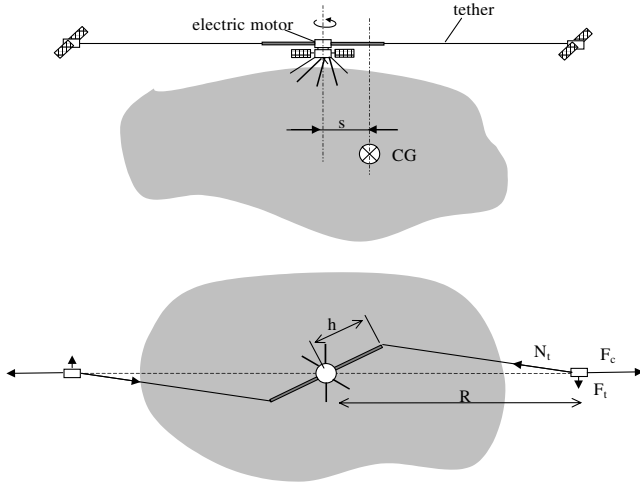 tether
electric motor
s
CG
h
N_t
F_c
F_t
R